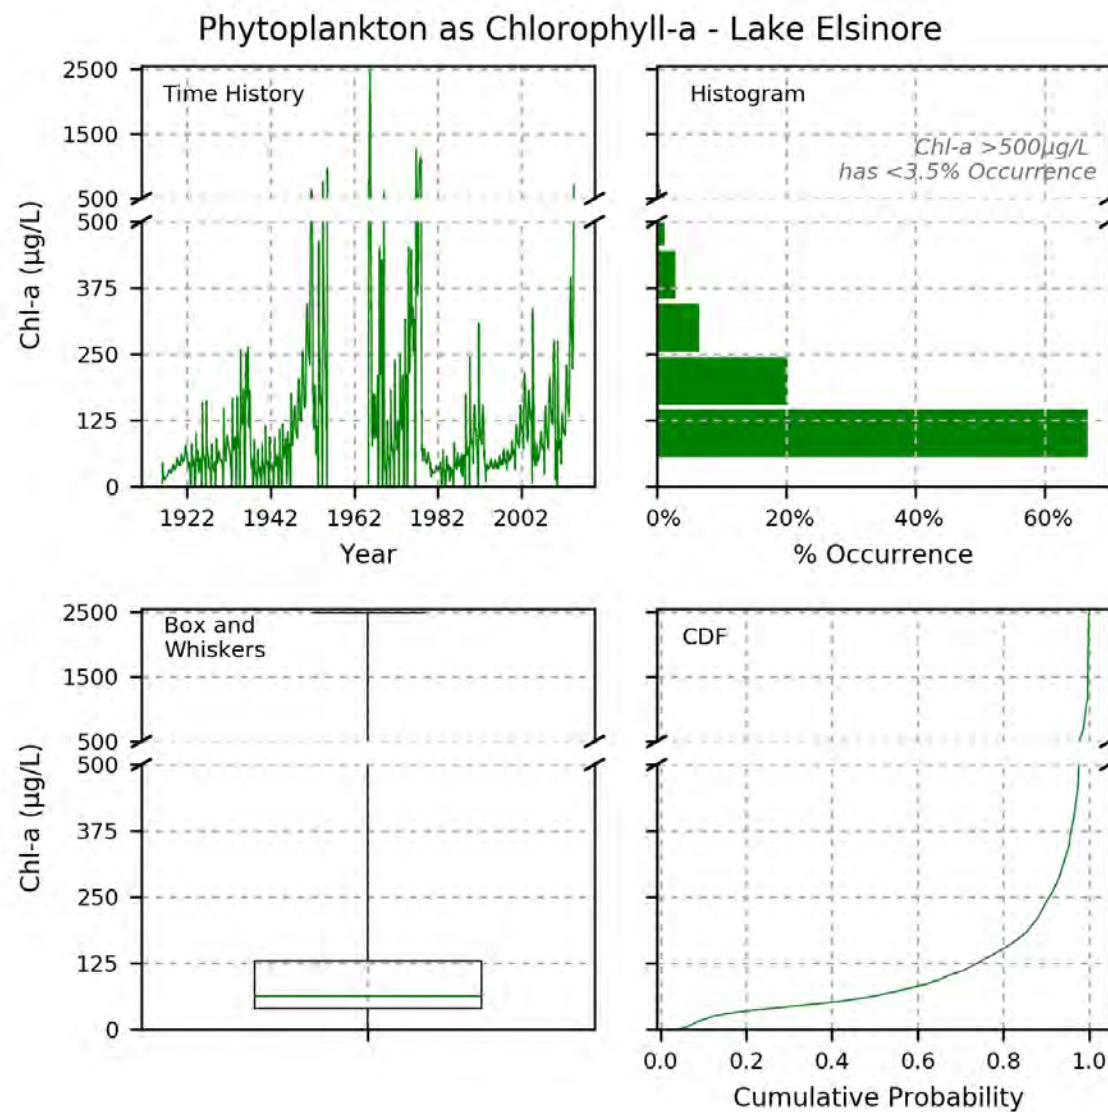 Phytoplankton as Chlorophyll-a - Lake Elsinore
Chl-a (µg/L)
2500
1500
500
500
375
250
125
0
Time History
1922 1942 1962 1982 2002
Year
Histogram
Chl-a >500µg/L
has <3.5% Occurrence
0% 20% 40% 60%
% Occurrence
Chl-a (µg/L)
2500
1500
500
500
375
250
125
0
Box and
Whiskers
CDF
0.0 0.2 0.4 0.6 0.8 1.0
Cumulative Probability